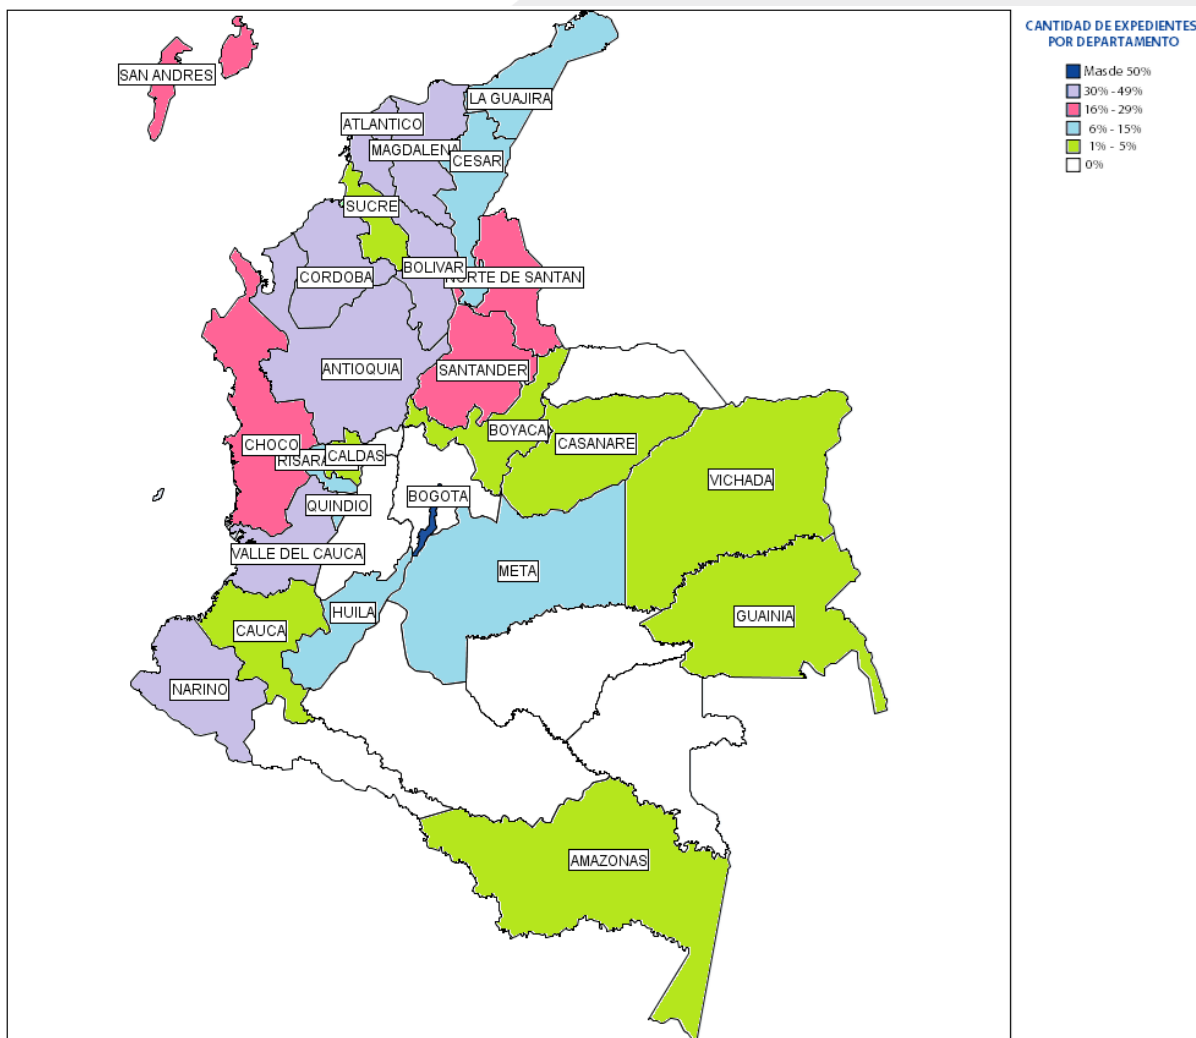 CANTIDAD DE EXPEDIENTES
POR DEPARTAMENTO
Mas de 50%
30% - 49%
16% - 29%
6% - 15%
1% - 5%
0%
SAN ANDRES
LA GUAJIRA
ATLANTICO
MAGDALENA
CESAR
SUCRE
BOLIVAR
CORDOBA
NORTE DE SANTAN
ANTIOQUIA
SANTANDER
BOYACA
CHOCO
CASANARE
RISARA
CALDAS
VICHADA
BOGOTA
QUINDIO
VALLE DEL CAUCA
META
HUILA
GUAINIA
CAUCA
NARINO
AMAZONAS